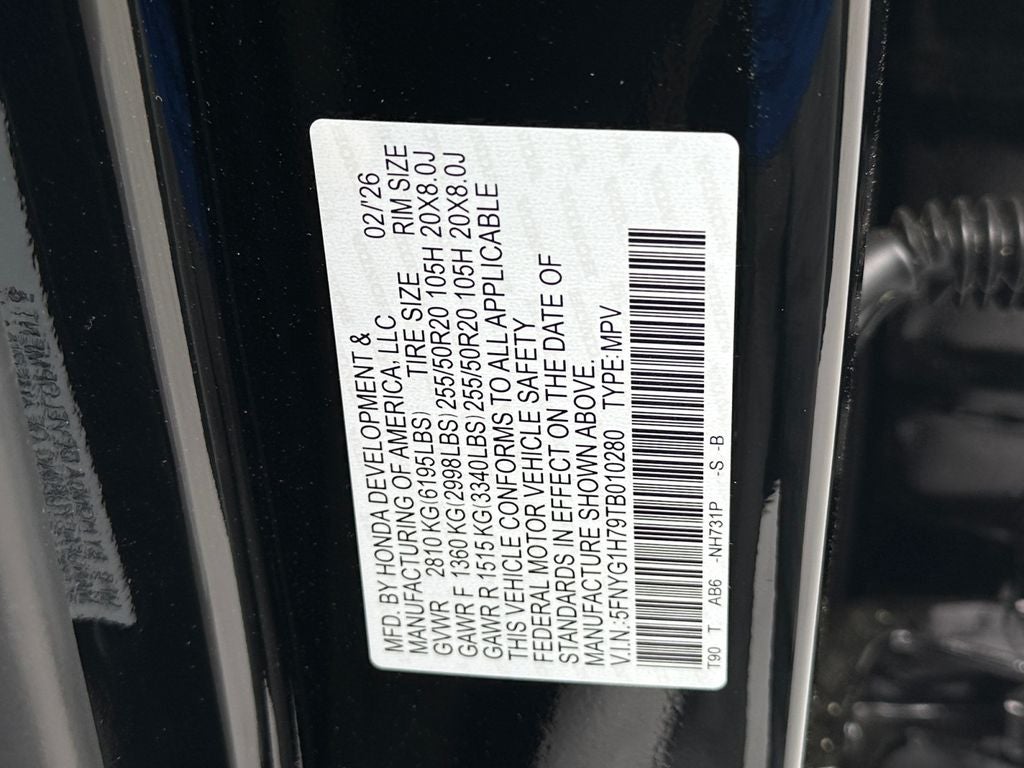 MFD. BY HONDA DEVELOPMENT &
MANUFACTURING OF AMERICA, LLC 02/'26
GVWR 2810 KG(6195LBS) TIRE SIZE RIM SIZE
GAWR F 1360 KG(2998LBS) 255/50R20 105H 20X8.0J
GAWR R 1515 KG(3340LBS) 255/50R20 105H 20X8.0J
THIS VEHICLE CONFORMS TO ALL APPLICABLE
FEDERAL MOTOR VEHICLE SAFETY
STANDARDS IN EFFECT ON THE DATE OF
MANUFACTURE SHOWN ABOVE.
V.I.N.:5FNYG1H79TB010280 TYPE:MPV
T90 T AB6 -NH731P -S -B